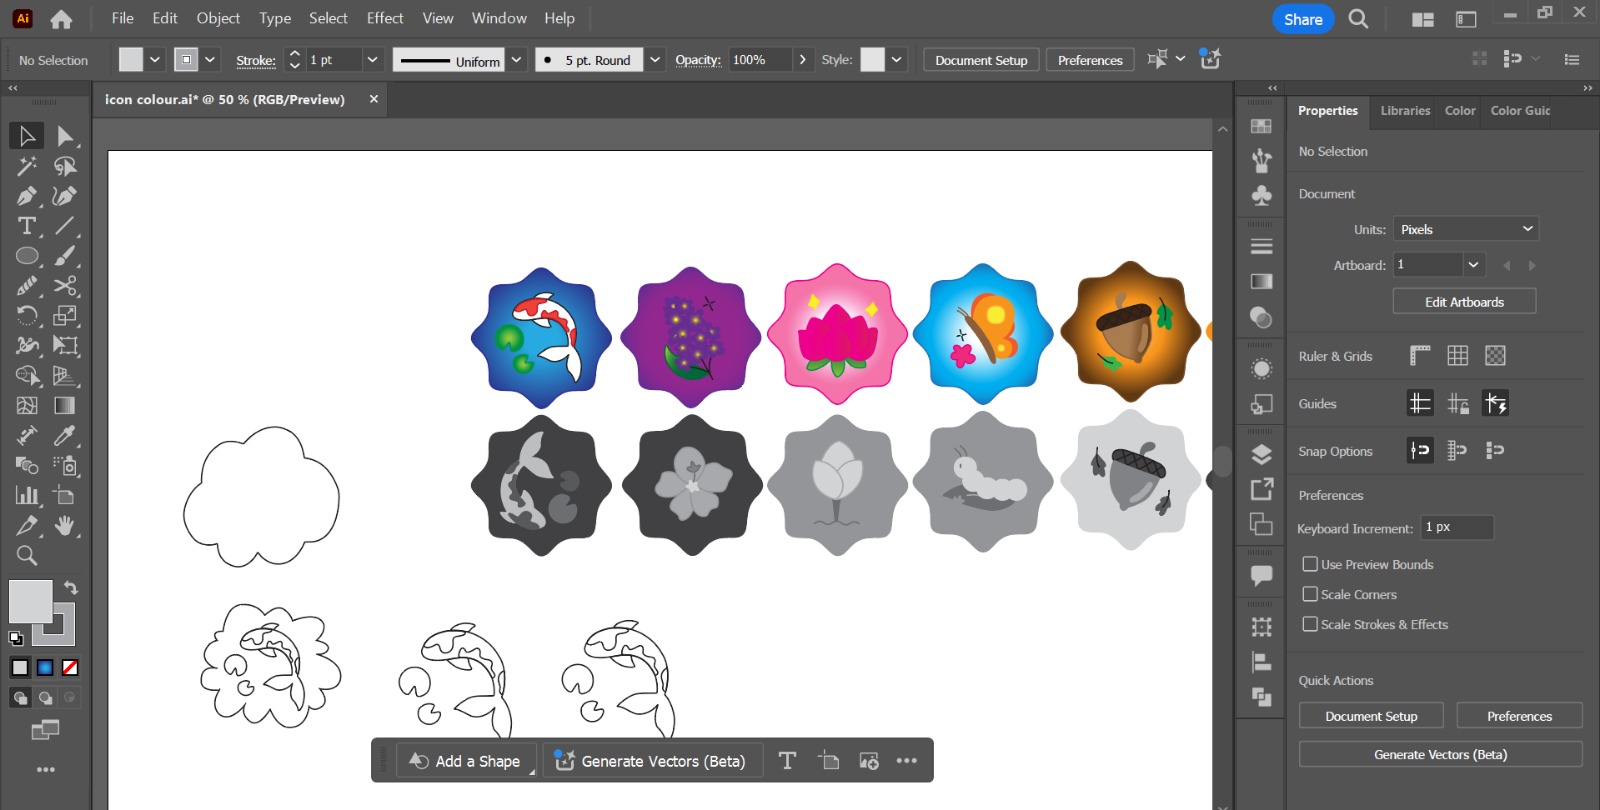 Ai File Edit Object Type Select Effect View Window Help Share
No Selection Stroke: 1 pt Uniform 5 pt. Round Opacity: 100% Style: Document Setup Preferences
icon colour.ai* @ 50 % (RGB/Preview)
Properties Libraries Color Color Guid
No Selection
Document
Units: Pixels
Artboard: 1
Edit Artboards
Ruler & Grids
Guides
Snap Options
Preferences
Keyboard Increment: 1 px
Use Preview Bounds
Scale Corners
Scale Strokes & Effects
Quick Actions
Document Setup Preferences
Generate Vectors (Beta)
Add a Shape Generate Vectors (Beta)